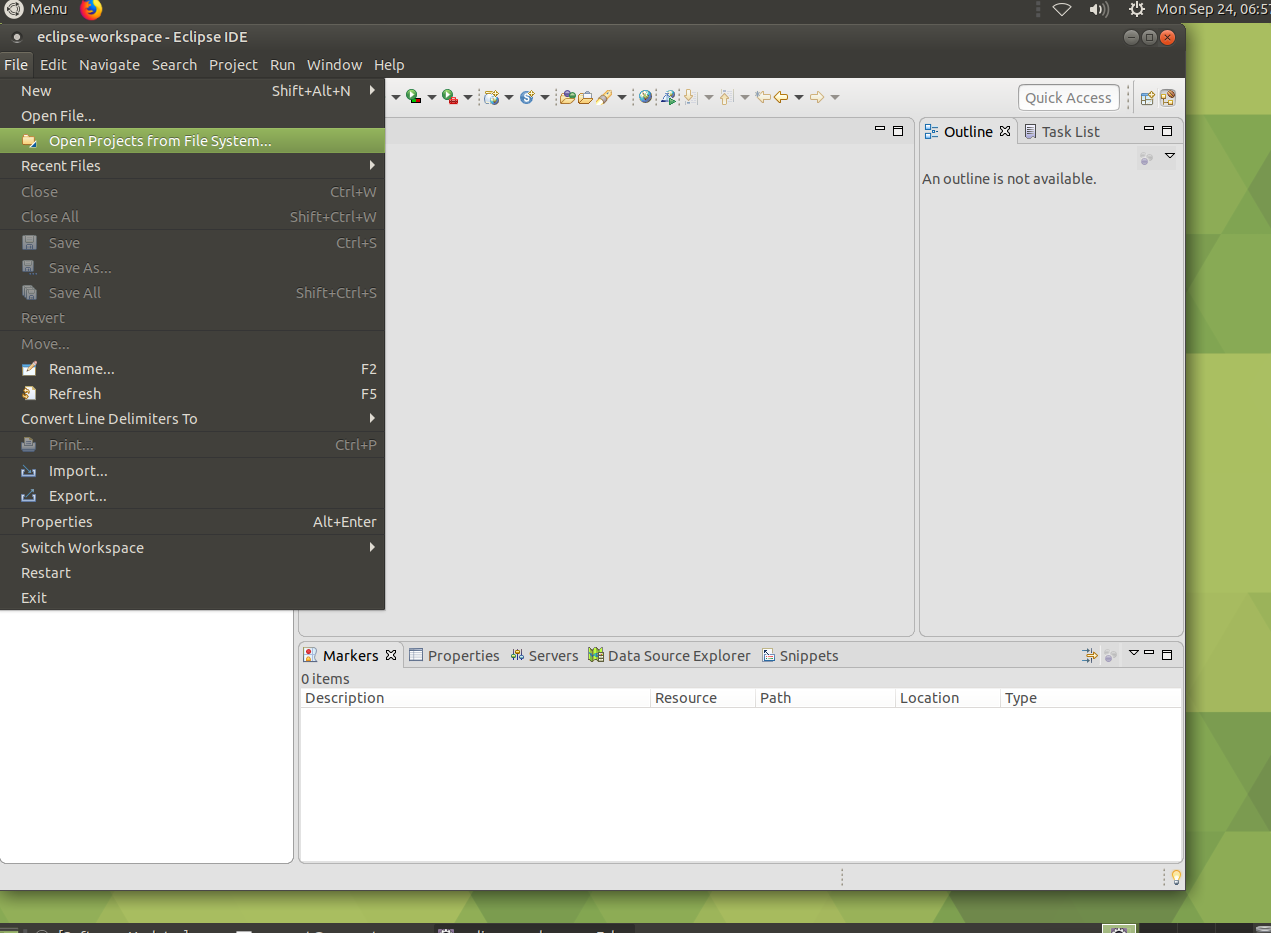 Menu Mon Sep 24, 06:5
eclipse-workspace - Eclipse IDE
File Edit Navigate Search Project Run Window Help
New Shift+Alt+N
Open File...
Open Projects from File System...
Recent Files
Close Ctrl+W
Close All Shift+Ctrl+W
Save Ctrl+S
Save As...
Save All Shift+Ctrl+S
Revert
Move...
Rename... F2
Refresh F5
Convert Line Delimiters To
Print... Ctrl+P
Import...
Export...
Properties Alt+Enter
Switch Workspace
Restart
Exit
Quick Access
Outline Task List
An outline is not available.
Markers Properties Servers Data Source Explorer Snippets
0 items
Description Resource Path Location Type